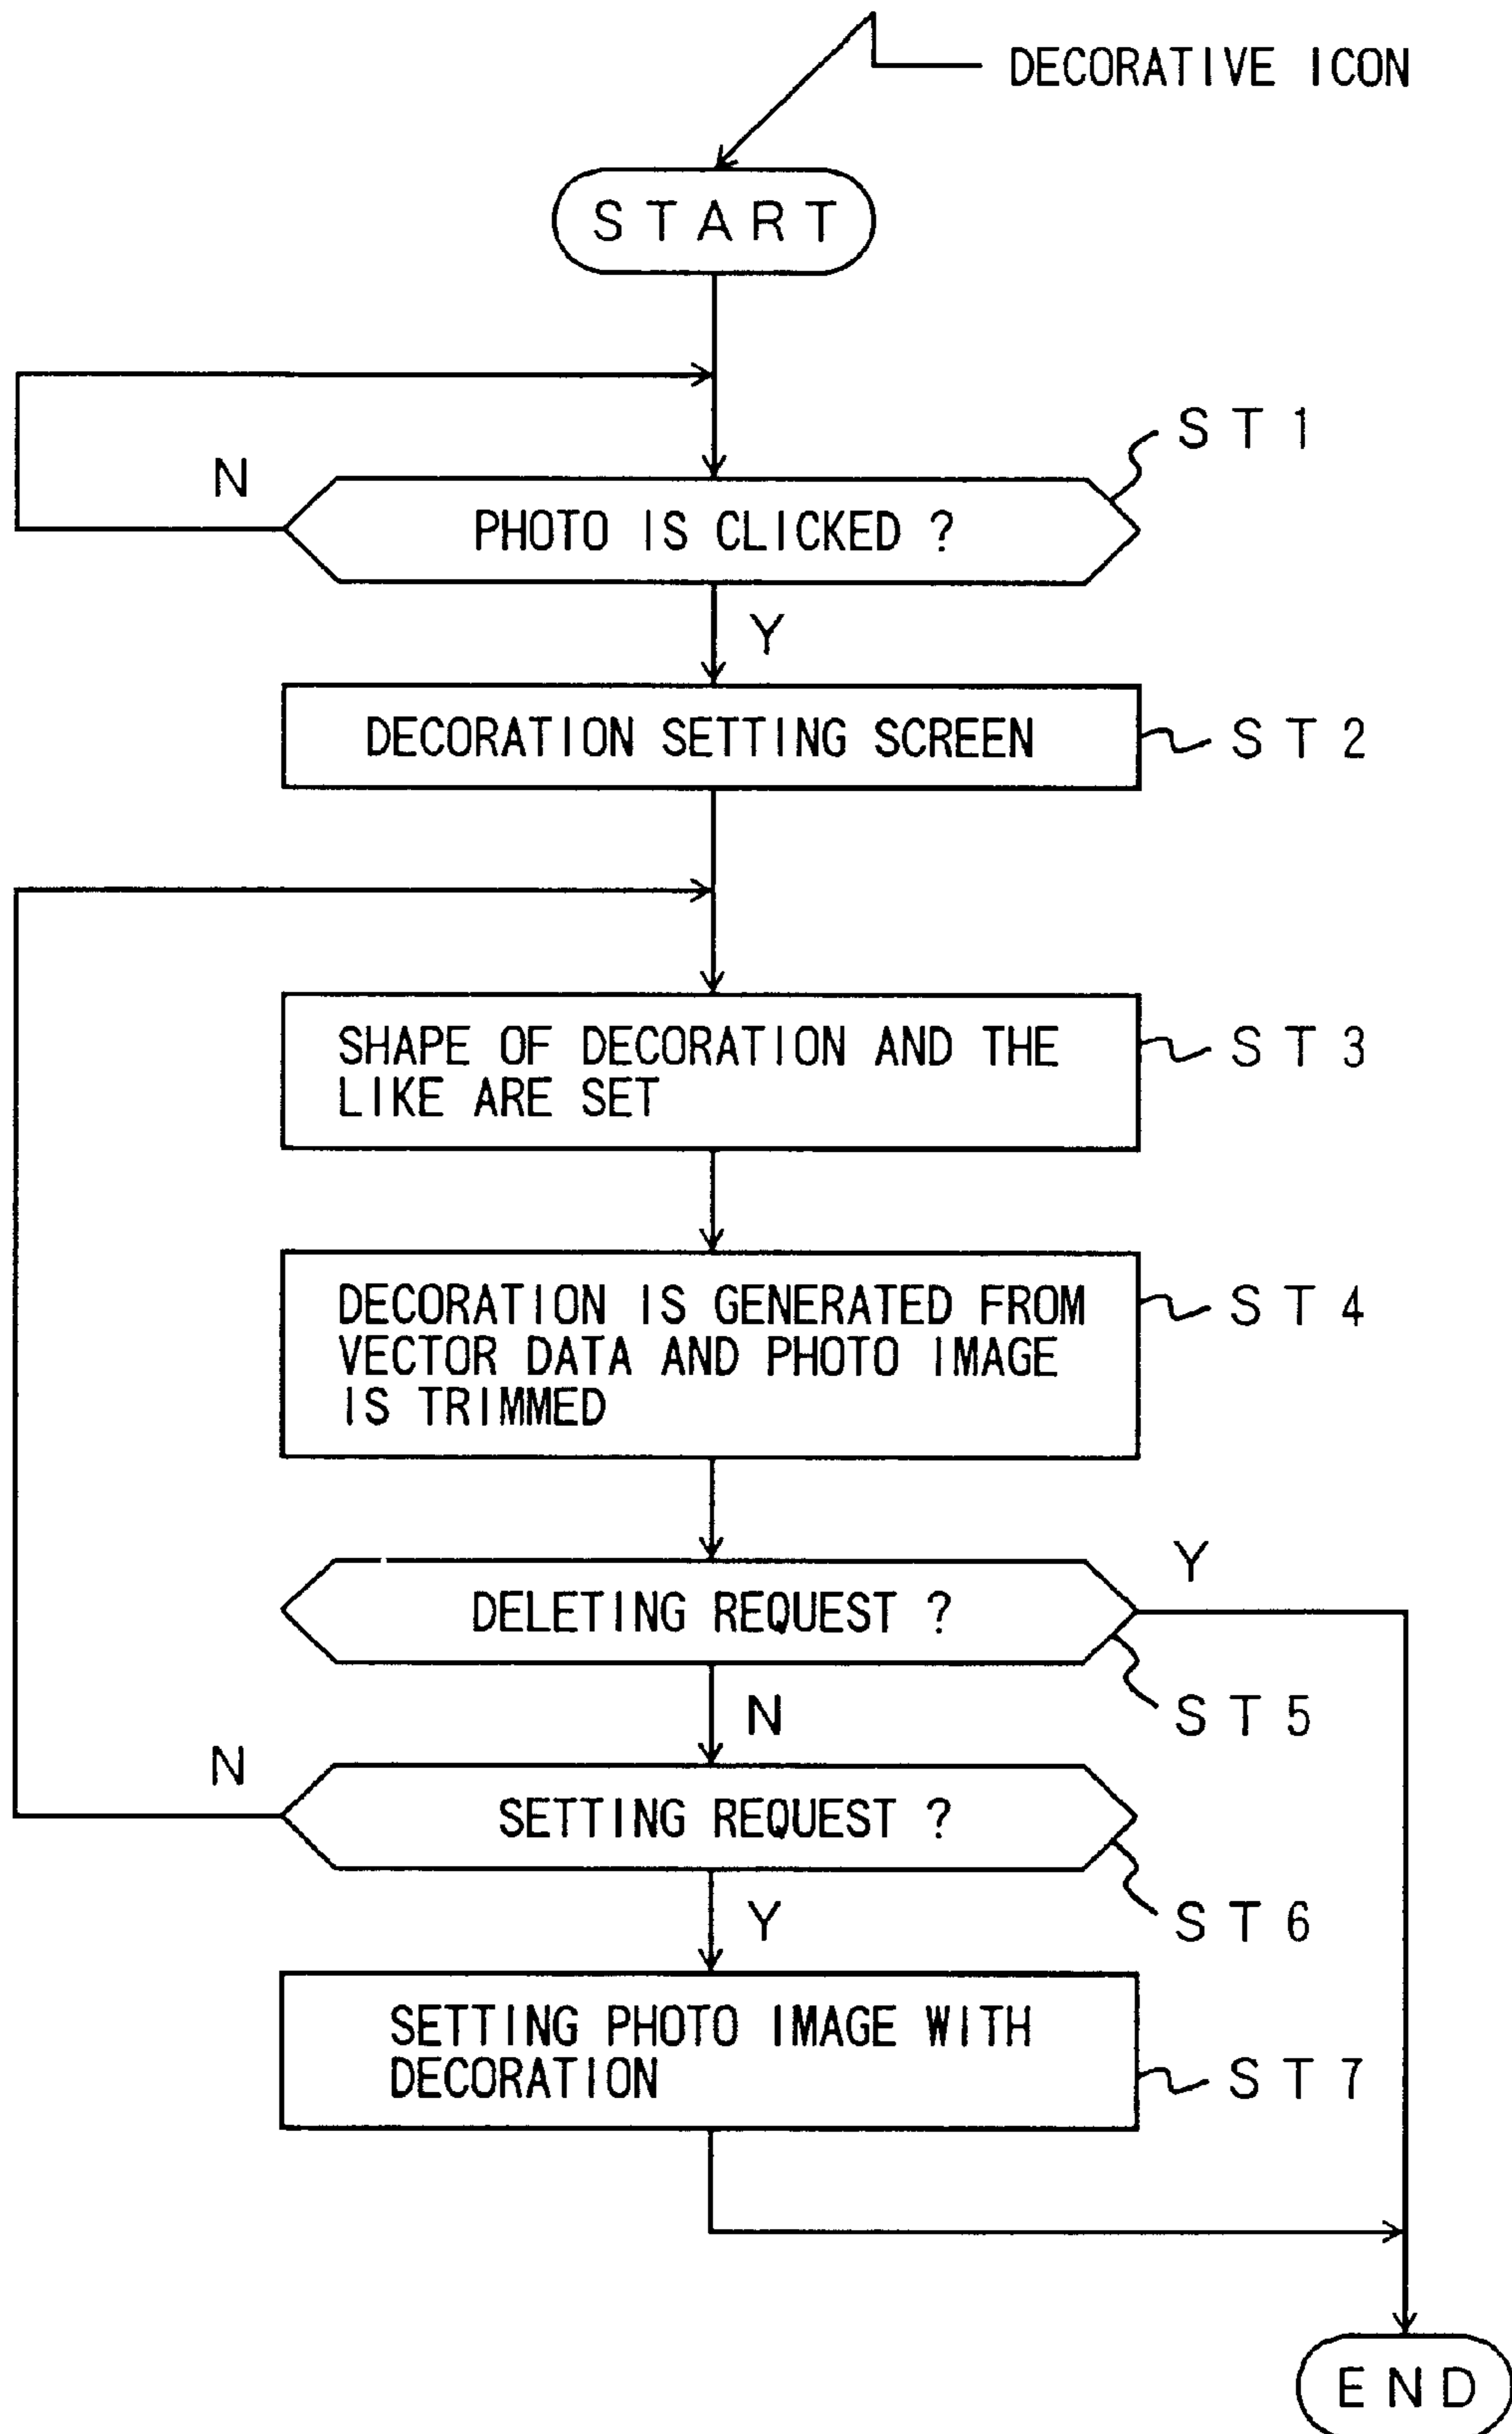 DECORATIVE ICON
START
ST1
N
PHOTO IS CLICKED ?
Y
DECORATION SETTING SCREEN
ST2
SHAPE OF DECORATION AND THE
LIKE ARE SET
ST3
DECORATION IS GENERATED FROM
VECTOR DATA AND PHOTO IMAGE
IS TRIMMED
ST4
Y
DELETING REQUEST ?
ST5
N
N
SETTING REQUEST ?
ST6
Y
SETTING PHOTO IMAGE WITH
DECORATION
ST7
END